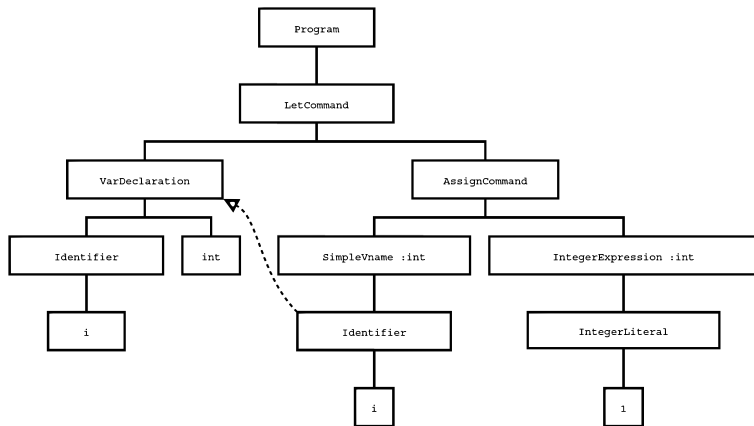 Program
LetCommand
VarDeclaration
AssignCommand
Identifier
int
SimpleVname :int
IntegerExpression :int
i
Identifier
IntegerLiteral
i
1